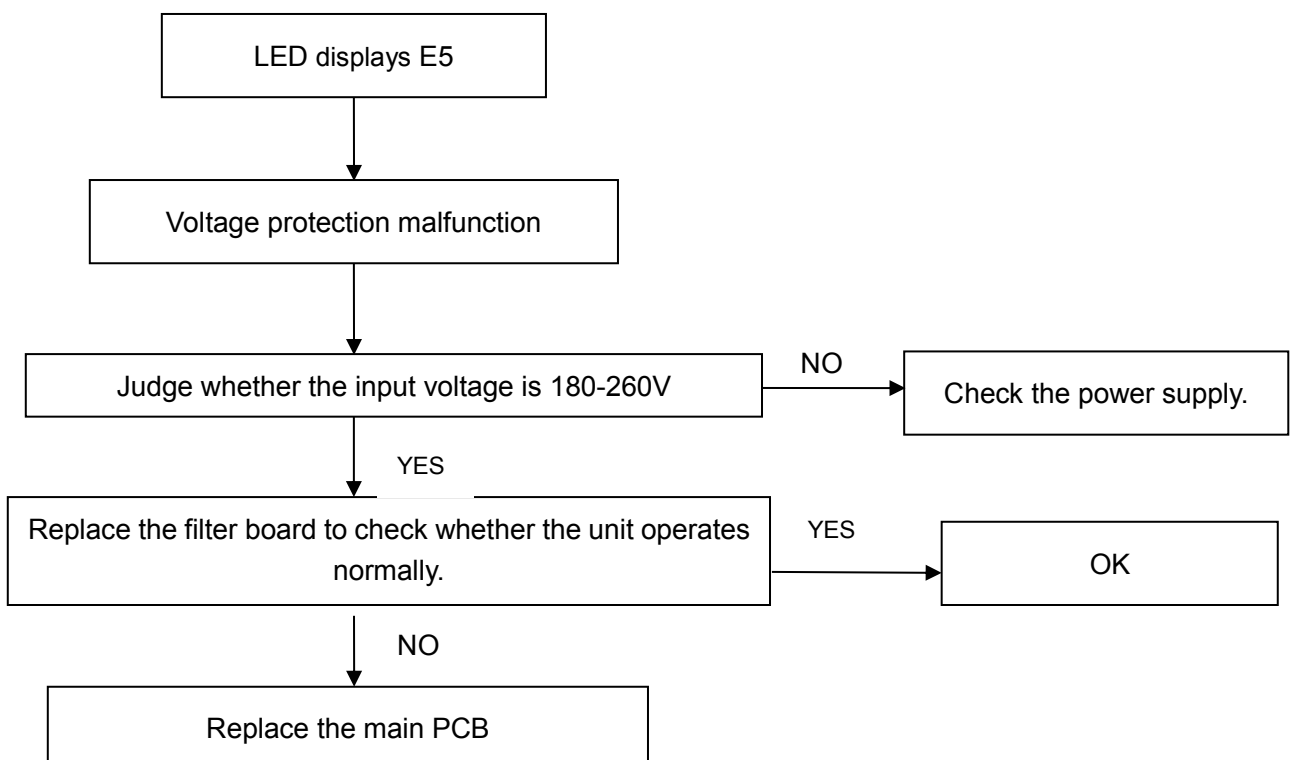 LED displays E5
Voltage protection malfunction
Judge whether the input voltage is 180-260V
NO
Check the power supply.
YES
Replace the filter board to check whether the unit operates
normally.
YES
OK
NO
Replace the main PCB